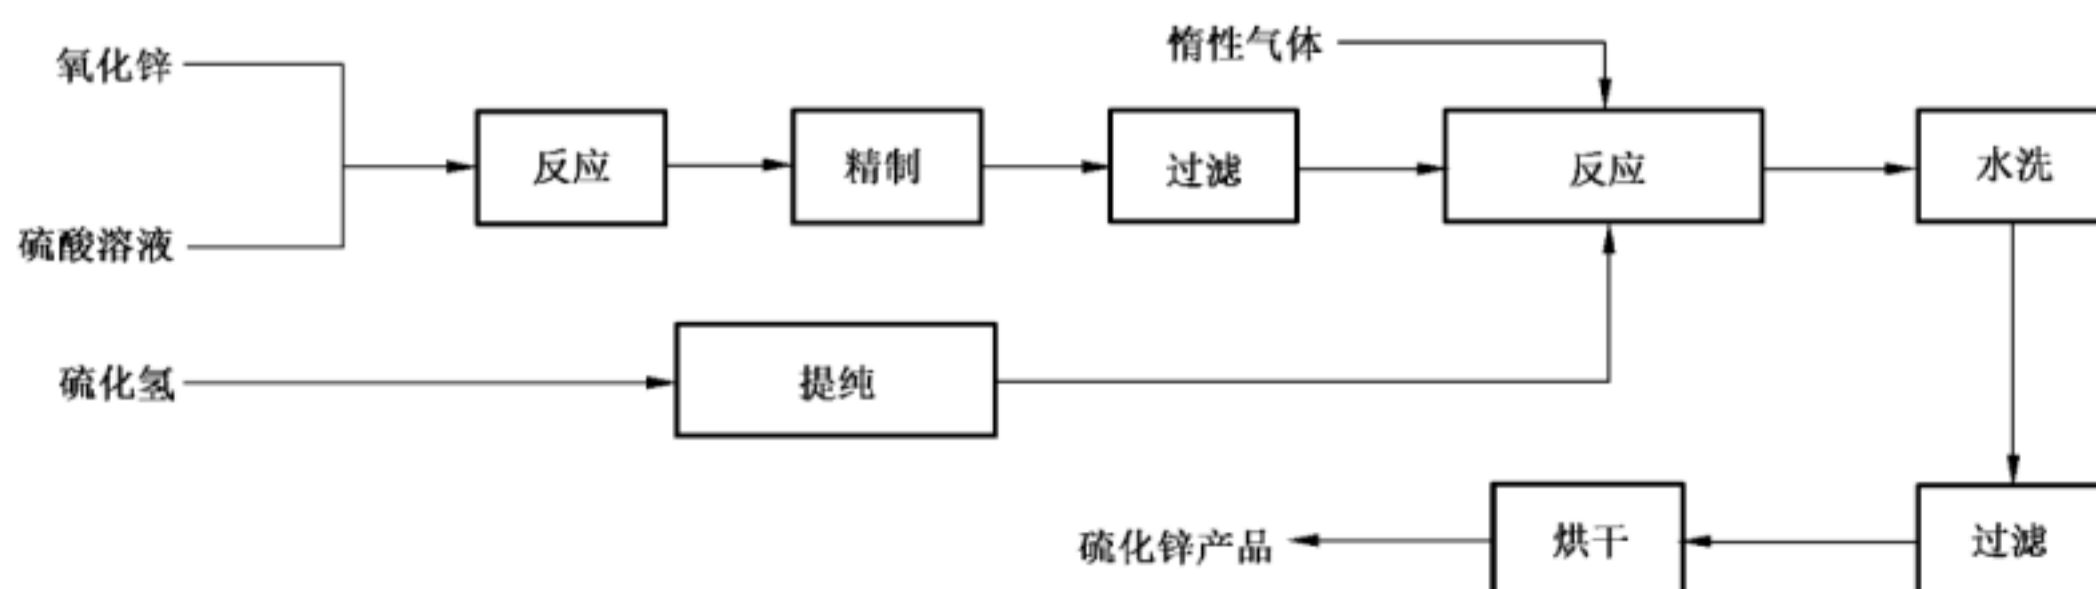 惰性气体
氧化锌
反应
精制
过滤
反应
水洗
硫酸溶液
硫化氢
提纯
硫化锌产品
烘干
过滤